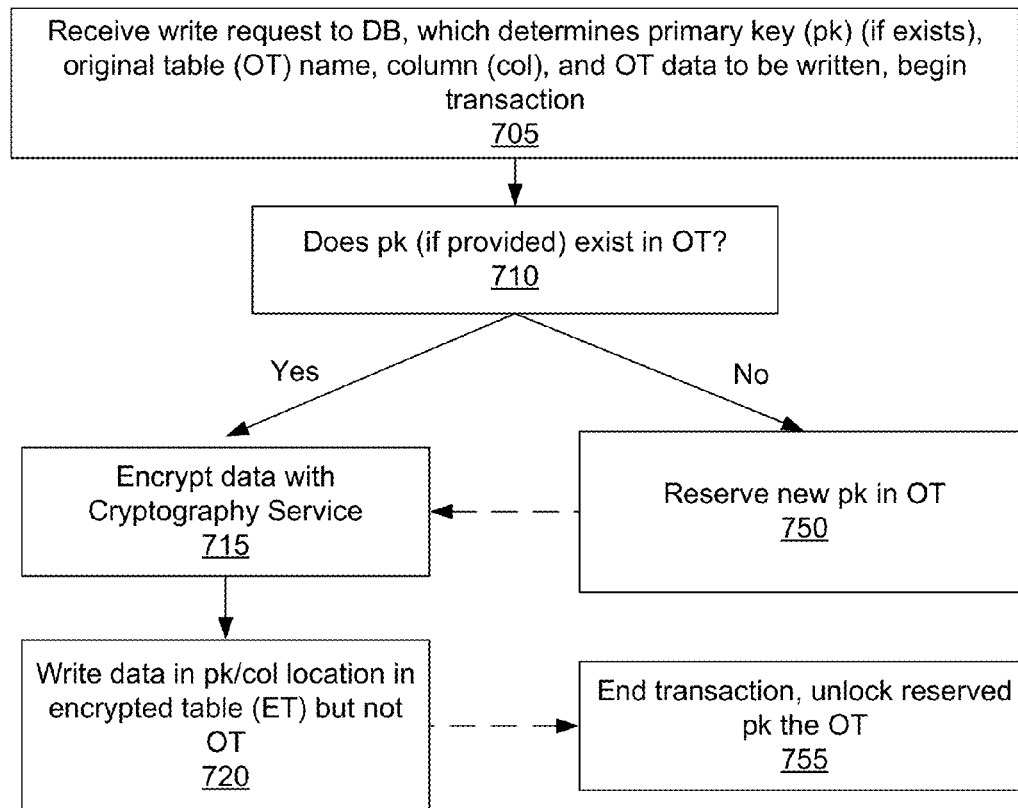 Receive write request to DB, which determines primary key (pk) (if exists),
original table (OT) name, column (col), and OT data to be written, begin
transaction
705
Does pk (if provided) exist in OT?
710
Yes
No
Encrypt data with
Cryptography Service
715
Reserve new pk in OT
750
Write data in pk/col location in
encrypted table (ET) but not
OT
720
End transaction, unlock reserved
pk the OT
755